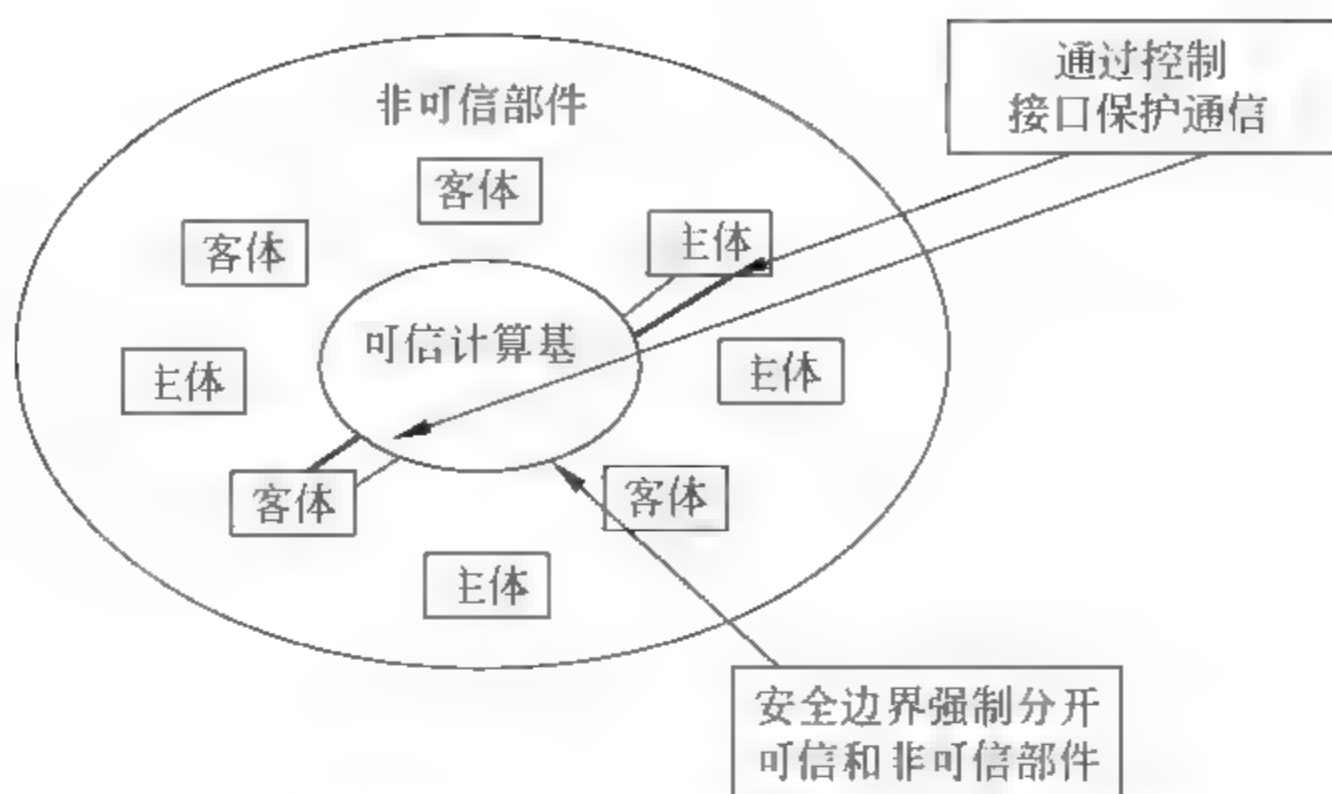 通过控制
接口保护通信
非可信部件
客体
客体
主体
可信计算基
主体
主体
客体
客体
主体
安全边界强制分开
可信和非可信部件